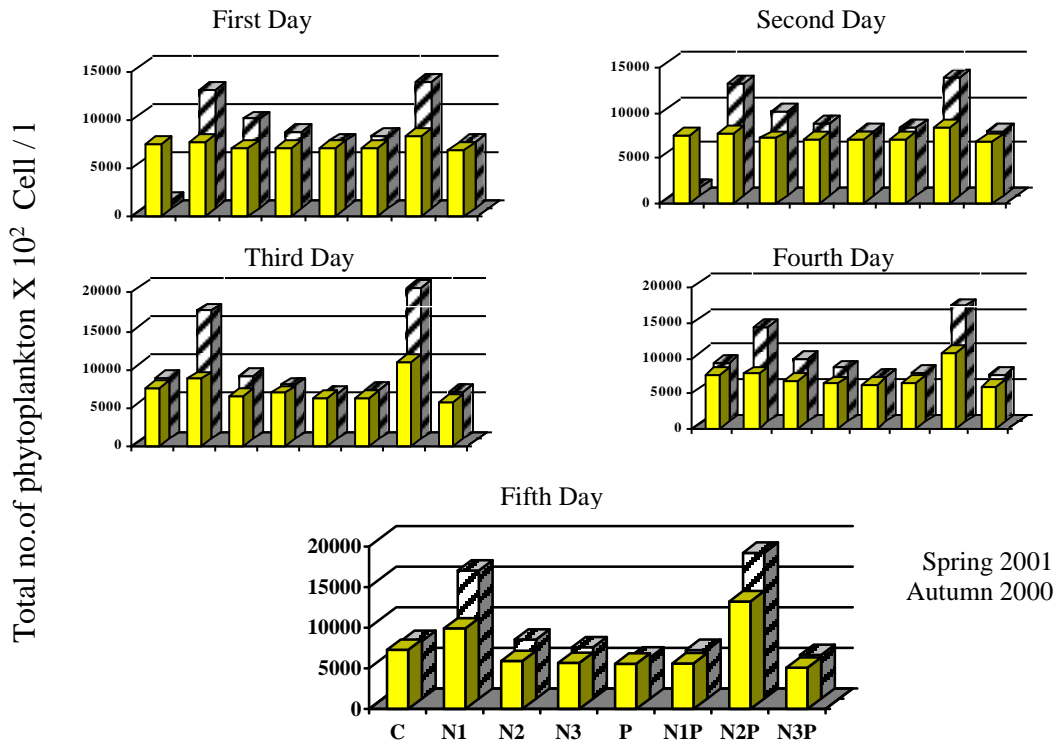 First Day
Second Day
15000
10000
5000
0
15000
10000
5000
0
Third Day
Fourth Day
20000
15000
10000
5000
0
20000
15000
10000
5000
0
Fifth Day
20000
15000
10000
5000
0
C N1 N2 N3 P N1P N2P N3P
Spring 2001
Autumn 2000
Total no.of phytoplankton X 10² Cell / 1